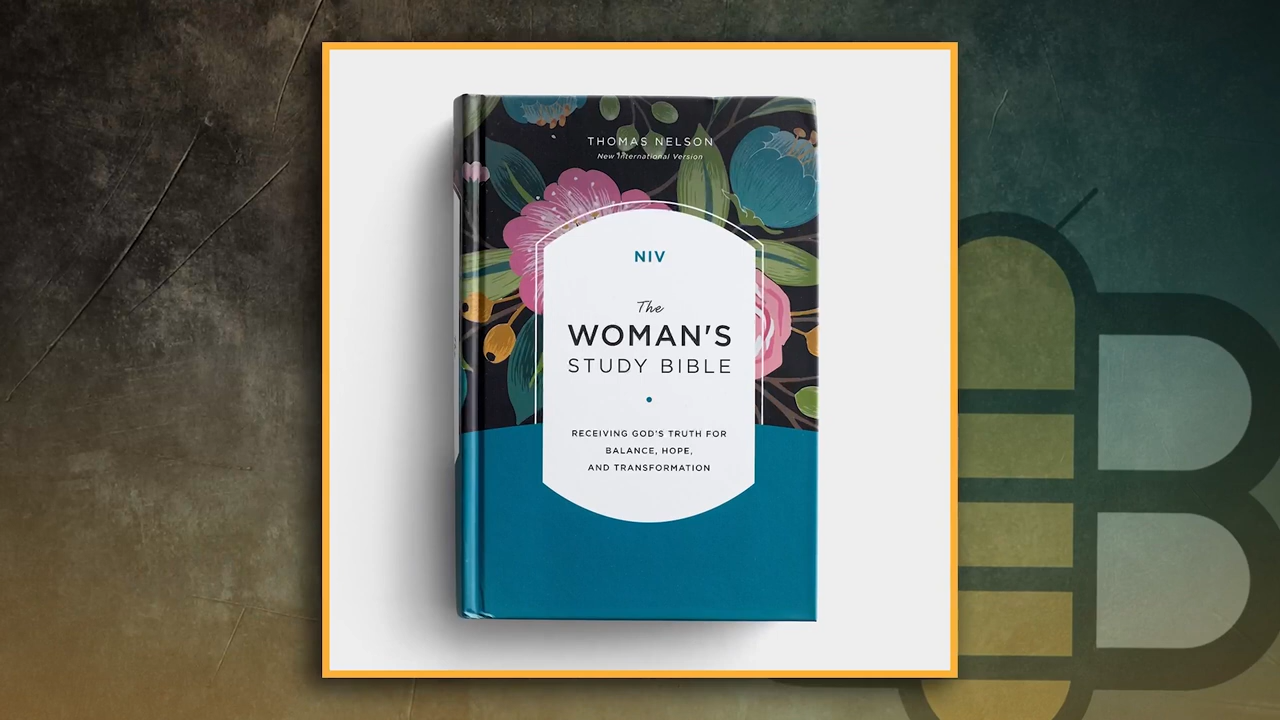 THOMAS NELSON
New International Version
NIV
The
WOMAN'S
STUDY BIBLE
RECEIVING GOD'S TRUTH FOR
BALANCE, HOPE,
AND TRANSFORMATION